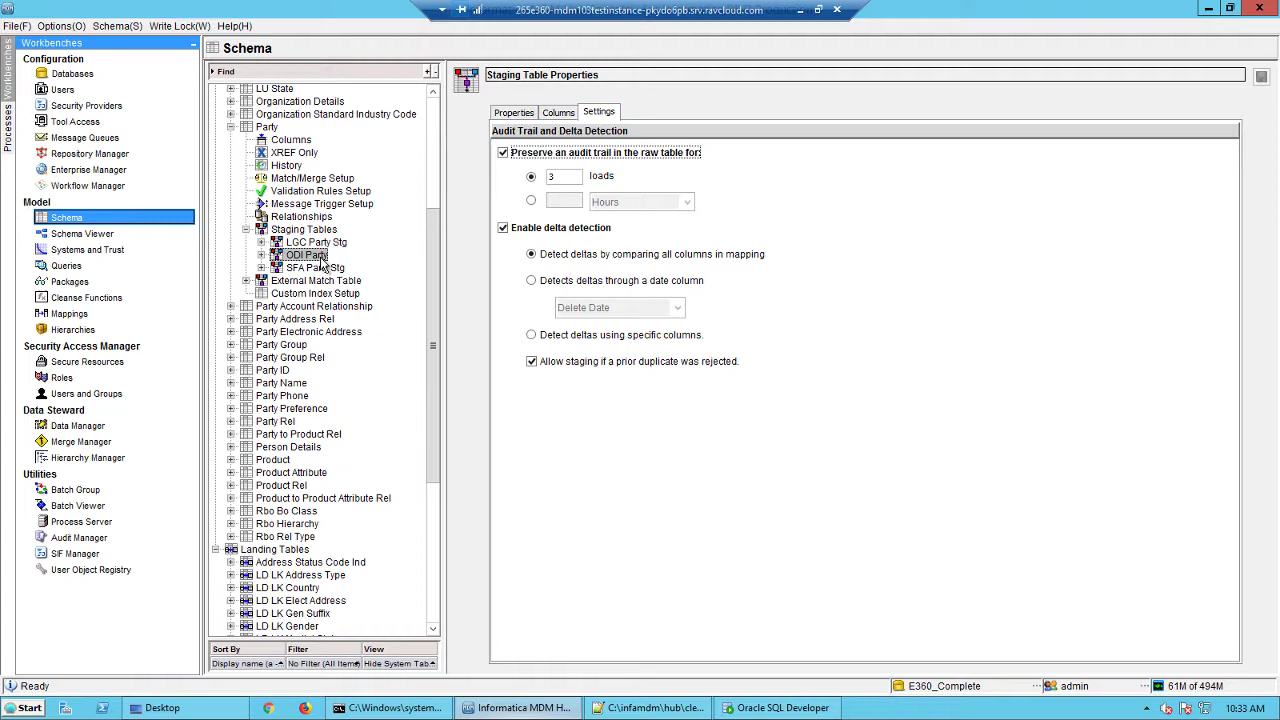 265e360-mdm103testinstance-pkydo6pb.srv.ravcloud.com
File(F) Options(O) Schema(S) Write Lock(W) Help(H)
Processes Workbenches
Workbenches
Configuration
Databases
Users
Security Providers
Tool Access
Message Queues
Repository Manager
Enterprise Manager
Workflow Manager
Model
Schema
Schema Viewer
Systems and Trust
Queries
Packages
Cleanse Functions
Mappings
Hierarchies
Security Access Manager
Secure Resources
Roles
Users and Groups
Data Steward
Data Manager
Merge Manager
Hierarchy Manager
Utilities
Batch Group
Batch Viewer
Process Server
Audit Manager
SIF Manager
User Object Registry
Schema
Find
LU State
Organization Details
Organization Standard Industry Code
Party
Columns
XREF Only
History
Match/Merge Setup
Validation Rules Setup
Message Trigger Setup
Relationships
Staging Tables
LGC Party Stg
ODI Party
SFA Party Stg
External Match Table
Custom Index Setup
Party Account Relationship
Party Address Rel
Party Electronic Address
Party Group
Party Group Rel
Party ID
Party Name
Party Phone
Party Preference
Party Rel
Party to Product Rel
Person Details
Product
Product Attribute
Product Rel
Product to Product Attribute Rel
Rbo Bo Class
Rbo Hierarchy
Rbo Rel Type
Landing Tables
Address Status Code Ind
LD LK Address Type
LD LK Country
LD LK Elect Address
LD LK Gen Suffix
LD LK Gender
Sort By Filter View
Display name (a - No Filter (All Items) Hide System Tab
Staging Table Properties
Properties Columns Settings
Audit Trail and Delta Detection
Preserve an audit trail in the raw table for:
3 loads
Hours
Enable delta detection
Detect deltas by comparing all columns in mapping
Detects deltas through a date column
Delete Date
Detect deltas using specific columns.
Allow staging if a prior duplicate was rejected.
Ready E360_Complete admin 61M of 494M
Start Desktop C:\Windows\system... Informatica MDM H... C:\infamdm\hub\cle... Oracle SQL Developer 10:33 AM